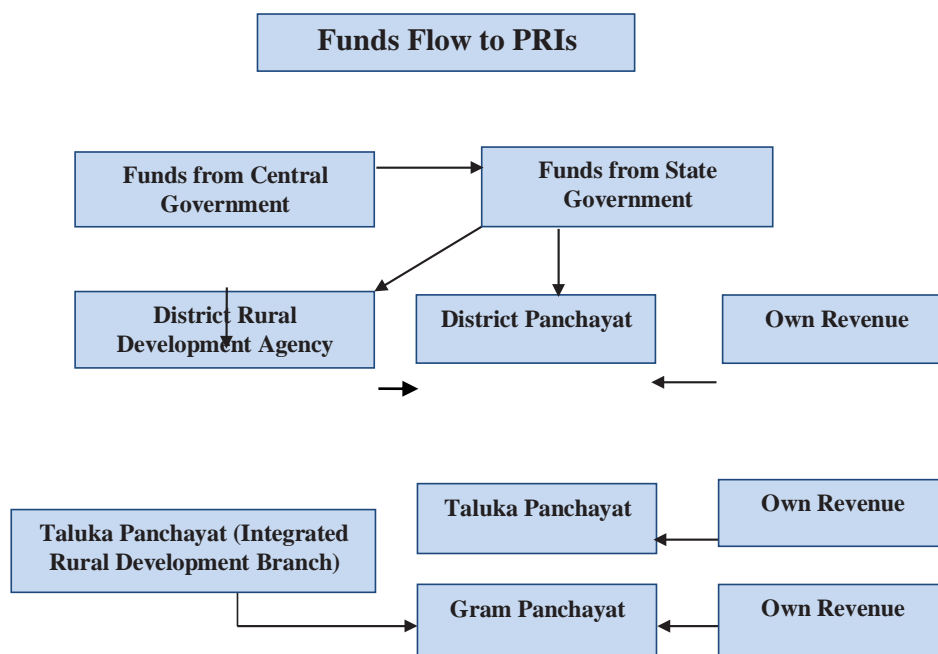 Funds Flow to PRIs
Funds from Central
Government
Funds from State
Government
District Rural
Development Agency
District Panchayat
Own Revenue
Taluka Panchayat (Integrated
Rural Development Branch)
Taluka Panchayat
Own Revenue
Gram Panchayat
Own Revenue